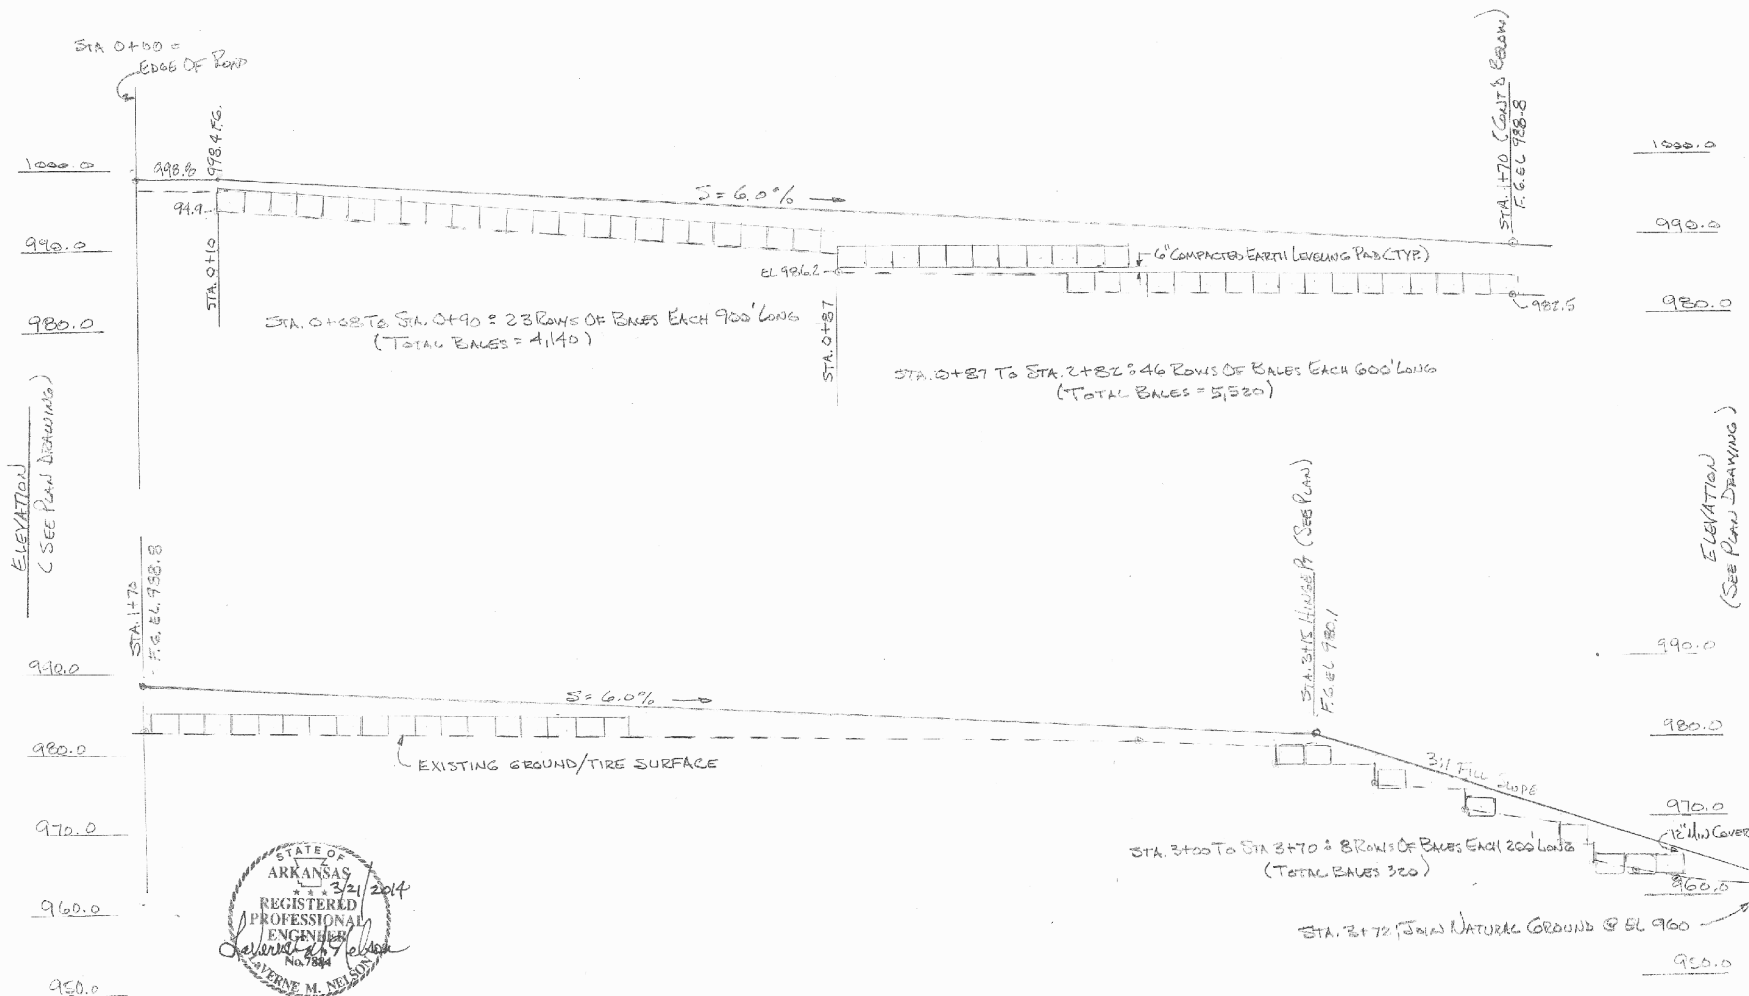 STA 0+00 =
EDGE OF POND
998.4 F.G.
STA. 1+70 (CONT'D BELOW)
F.G. EL 988.8
1000.0
998.8
1000.0
S = 6.0%
94.9
990.0
990.0
STA. 0+10
6" COMPACTED EARTH LEVELING PAD (TYP.)
EL 986.2
980.0
982.5
980.0
STA. 0+08 TO STA. 0+90 : 23 ROWS OF BALES EACH 900' LONG
(TOTAL BALES = 4,140)
STA. 0+87
STA. 0+87 TO STA. 2+82 : 46 ROWS OF BALES EACH 600' LONG
(TOTAL BALES = 5,520)
ELEVATION
(SEE PLAN DRAWING)
ELEVATION
(SEE PLAN DRAWING)
STA. 1+70
F.G. EL. 988.8
STA. 3+15 HINGE PT (SEE PLAN)
F.G. EL 980.1
990.0
990.0
S = 6.0%
980.0
980.0
EXISTING GROUND/TIRE SURFACE
3:1 FILL SLOPE
970.0
970.0
12" MIN COVER
STA. 3+00 TO STA 3+70 : 8 ROWS OF BALES EACH 200' LONG
(TOTAL BALES 320)
960.0
960.0
STA. 3+72, JOIN NATURAL GROUND @ EL 960
950.0
950.0
STATE OF
ARKANSAS
3/21/2014
REGISTERED
PROFESSIONAL
ENGINEER
No. 7884
LAVERNE M. NELSON